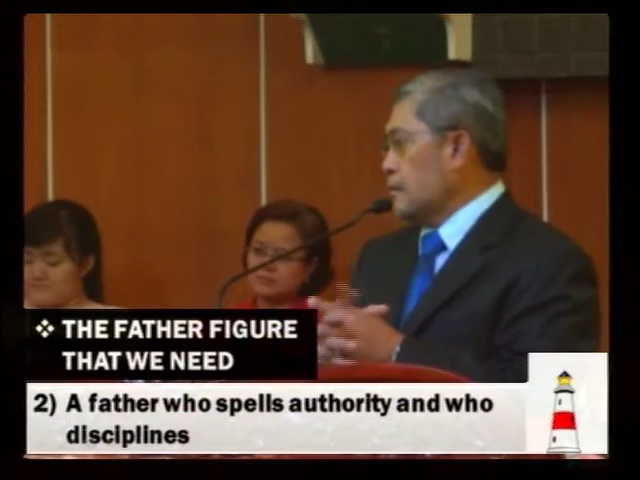 ❖ THE FATHER FIGURE
THAT WE NEED
2) A father who spells authority and who
disciplines